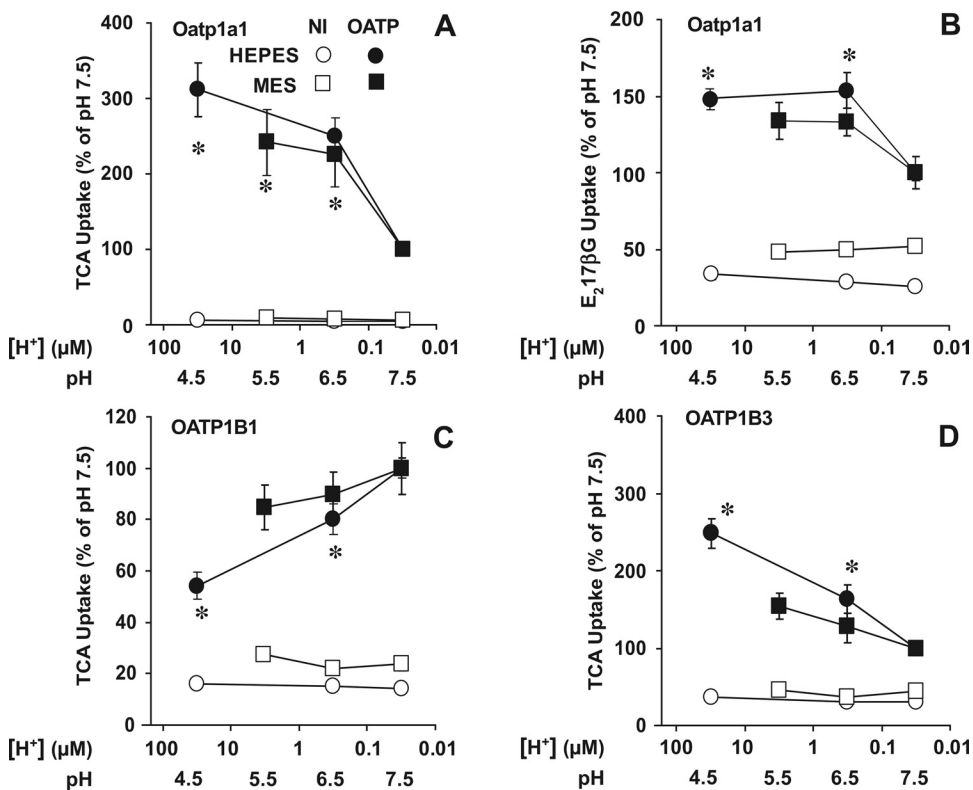 A
Oatp1a1
NI OATP
HEPES
MES
TCA Uptake (% of pH 7.5)
400
300
200
100
0
[H⁺] (μM) 100 10 1 0.1 0.01
pH 4.5 5.5 6.5 7.5
*
*
*
B
Oatp1a1
E₂17βG Uptake (% of pH 7.5)
200
150
100
50
0
100 10 1 0.1 0.01
4.5 5.5 6.5 7.5
*
*
C
OATP1B1
TCA Uptake (% of pH 7.5)
120
100
80
60
40
20
0
[H⁺] (μM) 100 10 1 0.1 0.01
pH 4.5 5.5 6.5 7.5
*
*
D
OATP1B3
TCA Uptake (% of pH 7.5)
400
300
200
100
0
100 10 1 0.1 0.01
4.5 5.5 6.5 7.5
*
*